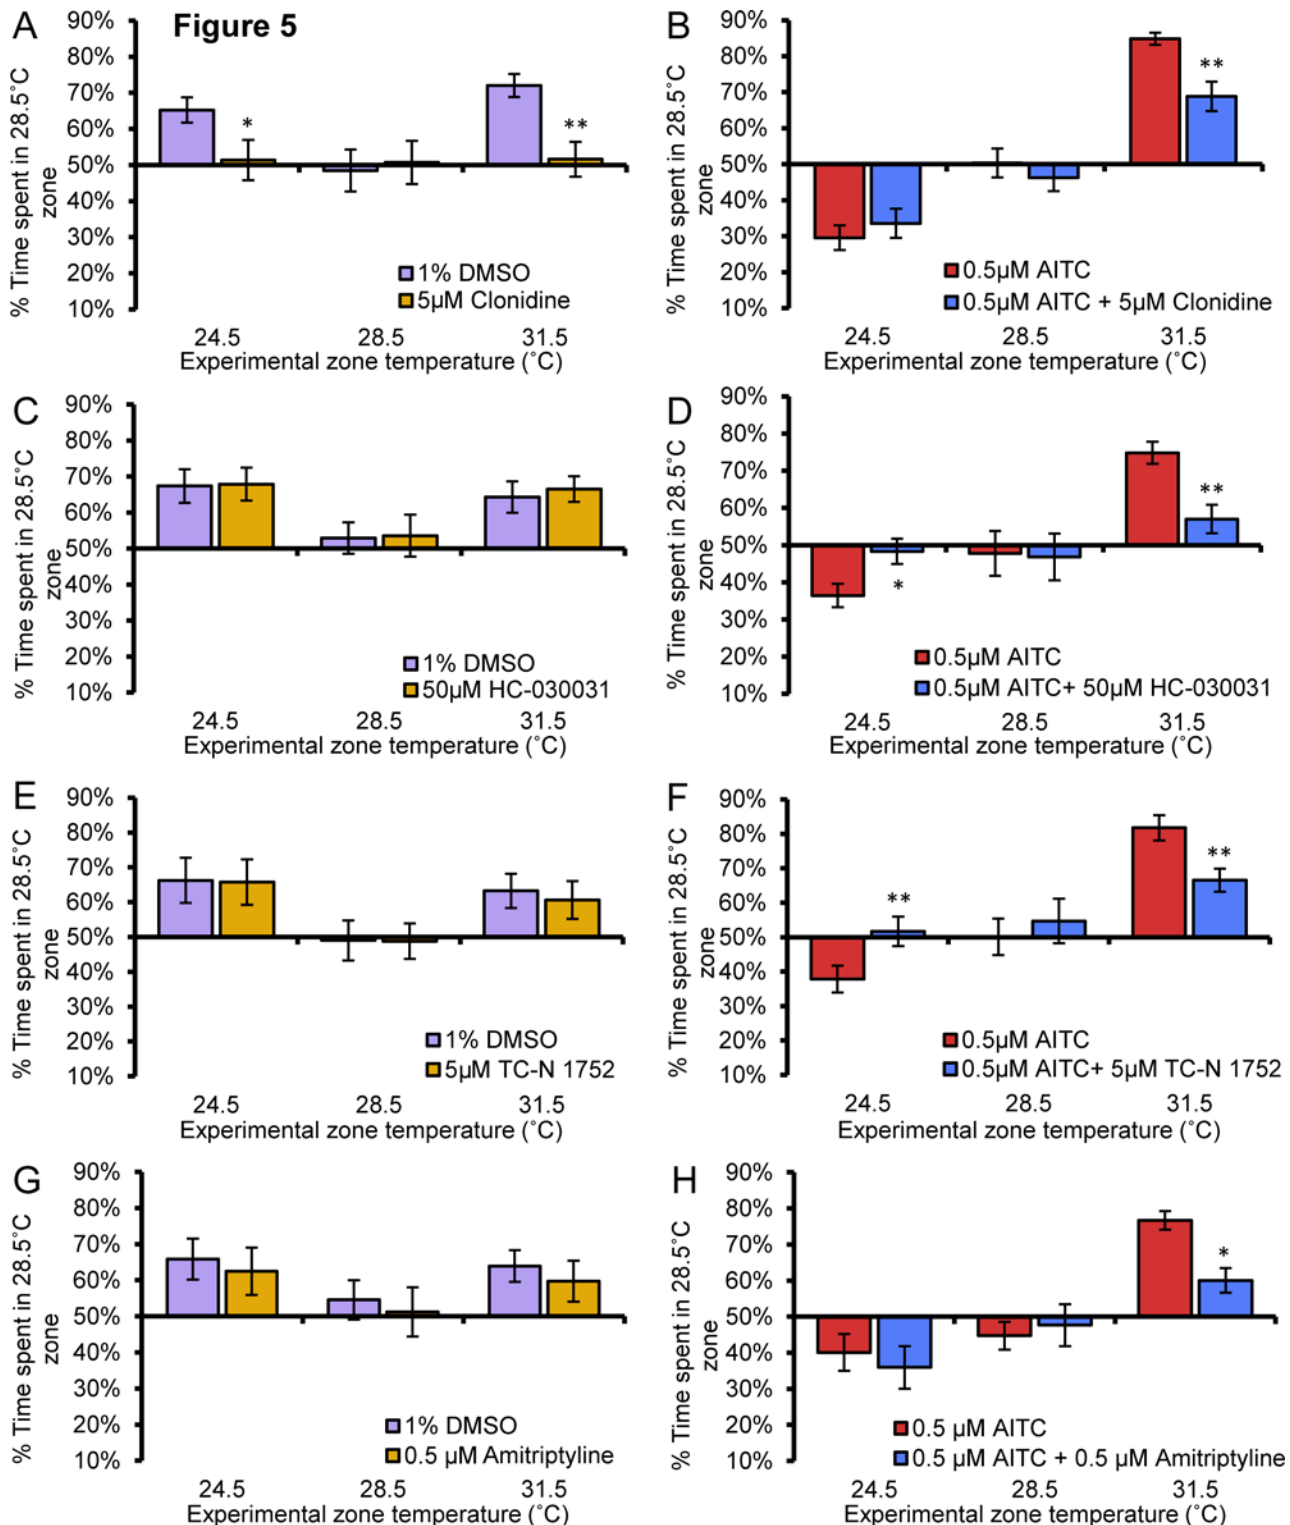 Figure 5
A
90%
80%
70%
60%
50%
40%
30%
20%
10%
% Time spent in 28.5˚C
zone
*
**
1% DMSO
5µM Clonidine
24.5 28.5 31.5
Experimental zone temperature (˚C)
B
90%
80%
70%
60%
50%
40%
30%
20%
10%
% Time spent in 28.5˚C
zone
**
0.5µM AITC
0.5µM AITC + 5µM Clonidine
24.5 28.5 31.5
Experimental zone temperature (˚C)
C
90%
80%
70%
60%
50%
40%
30%
20%
10%
% Time spent in 28.5˚C
zone
1% DMSO
50µM HC-030031
24.5 28.5 31.5
Experimental zone temperature (˚C)
D
90%
80%
70%
60%
50%
40%
30%
20%
10%
% Time spent in 28.5˚C
zone
*
**
0.5µM AITC
0.5µM AITC+ 50µM HC-030031
24.5 28.5 31.5
Experimental zone temperature (˚C)
E
90%
80%
70%
60%
50%
40%
30%
20%
10%
% Time spent in 28.5˚C
zone
1% DMSO
5µM TC-N 1752
24.5 28.5 31.5
Experimental zone temperature (˚C)
F
90%
80%
70%
60%
50%
40%
30%
20%
10%
% Time spent in 28.5˚C
zone
**
**
0.5µM AITC
0.5µM AITC+ 5µM TC-N 1752
24.5 28.5 31.5
Experimental zone temperature (˚C)
G
90%
80%
70%
60%
50%
40%
30%
20%
10%
% Time spent in 28.5˚C
zone
1% DMSO
0.5 µM Amitriptyline
24.5 28.5 31.5
Experimental zone temperature (˚C)
H
90%
80%
70%
60%
50%
40%
30%
20%
10%
% Time spent in 28.5˚C
zone
*
0.5 µM AITC
0.5 µM AITC + 0.5 µM Amitriptyline
24.5 28.5 31.5
Experimental zone temperature (˚C)